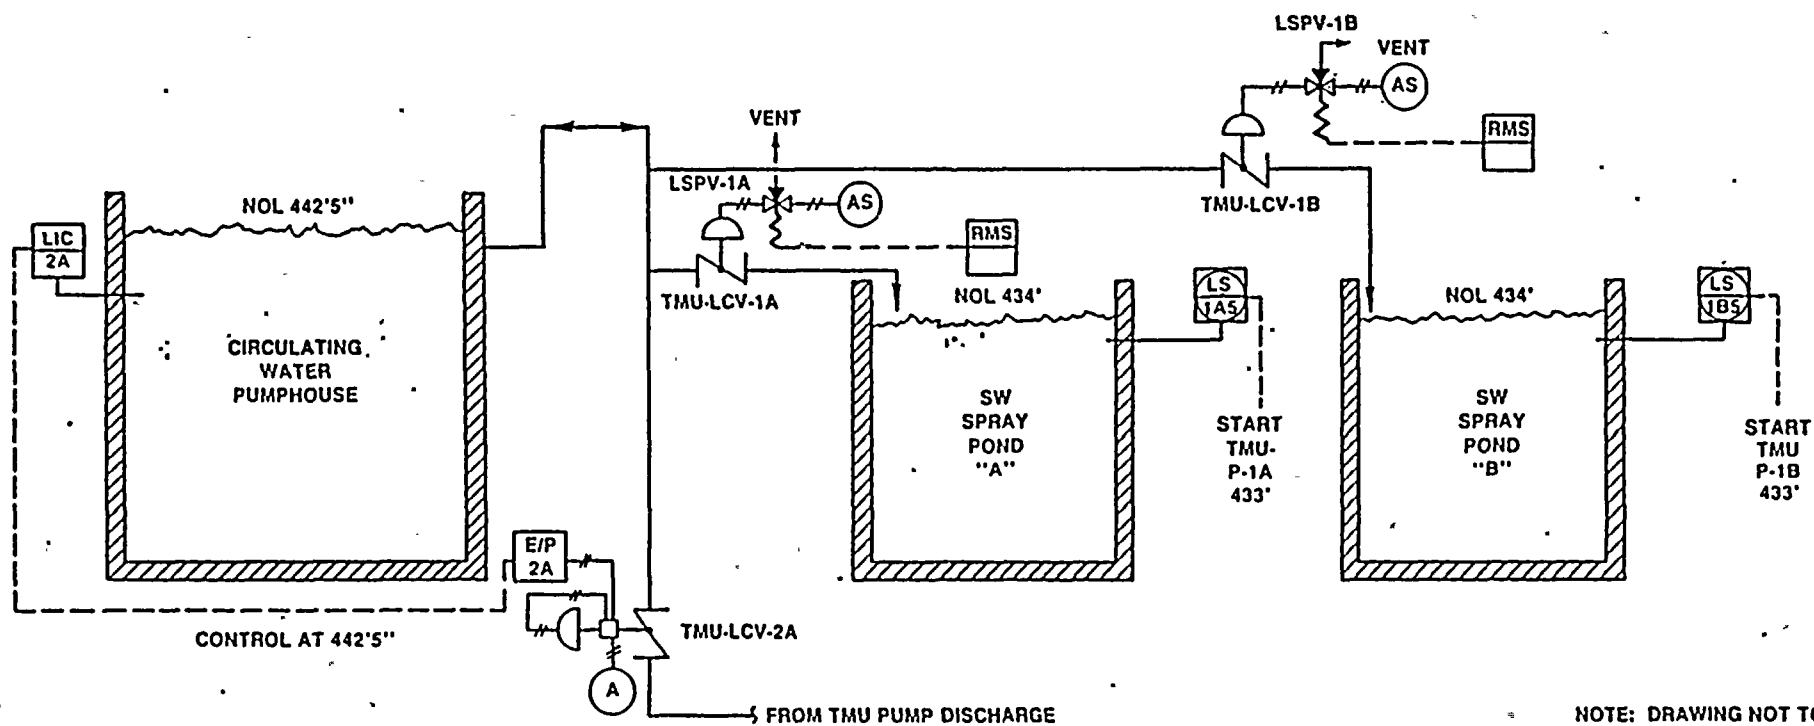 LSPV-1B
VENT
AS
RMS
VENT
LSPV-1A
AS
TMU-LCV-1B
NOL 442'5"
LIC
2A
RMS
TMU-LCV-1A
NOL 434'
LS
1A5
NOL 434'
LS
1B5
CIRCULATING
WATER
PUMPHOUSE
SW
SPRAY
POND
"A"
START
TMU-
P-1A
433'
SW
SPRAY
POND
"B"
START
TMU
P-1B
433'
E/P
2A
CONTROL AT 442'5"
TMU-LCV-2A
A
FROM TMU PUMP DISCHARGE
NOTE: DRAWING NOT TO